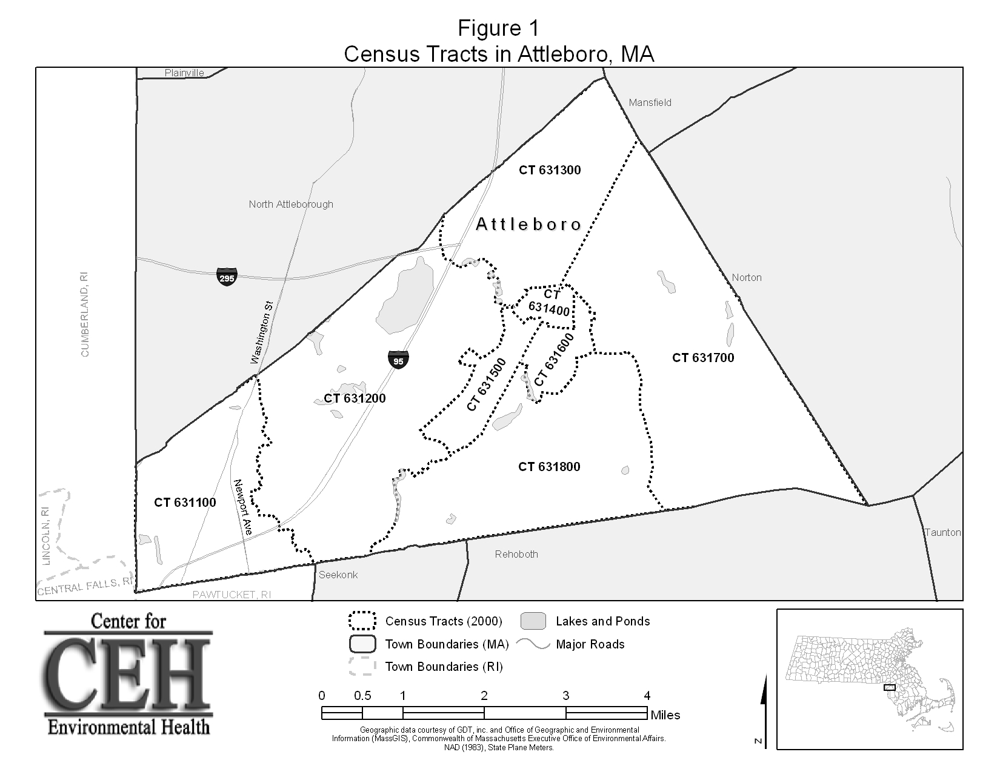 Figure 1
Census Tracts in Attleboro, MA
Plainville
Mansfield
CT 631300
North Attleborough
Attleboro
295
Norton
CUMBERLAND, RI
Washington St
CT
631400
95
CT 631600
CT 631500
CT 631700
CT 631200
CT 631800
CT 631100
Newport Ave
LINCOLN, RI
Taunton
Rehoboth
Seekonk
CENTRAL FALLS, RI
PAWTUCKET, RI
Center for
CEH
Environmental Health
Census Tracts (2000)
Lakes and Ponds
Town Boundaries (MA)
Major Roads
Town Boundaries (RI)
0 0.5 1 2 3 4
Miles
Geographic data courtesy of GDT, inc. and Office of Geographic and Environmental
Information (MassGIS), Commonwealth of Massachusetts Executive Office of Environmental Affairs.
NAD (1983), State Plane Meters.
N